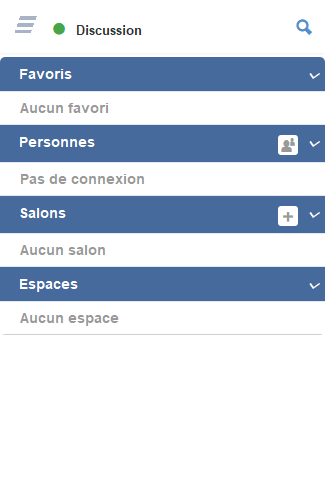 Discussion
Favoris
Aucun favori
Personnes
Pas de connexion
Salons
Aucun salon
Espaces
Aucun espace